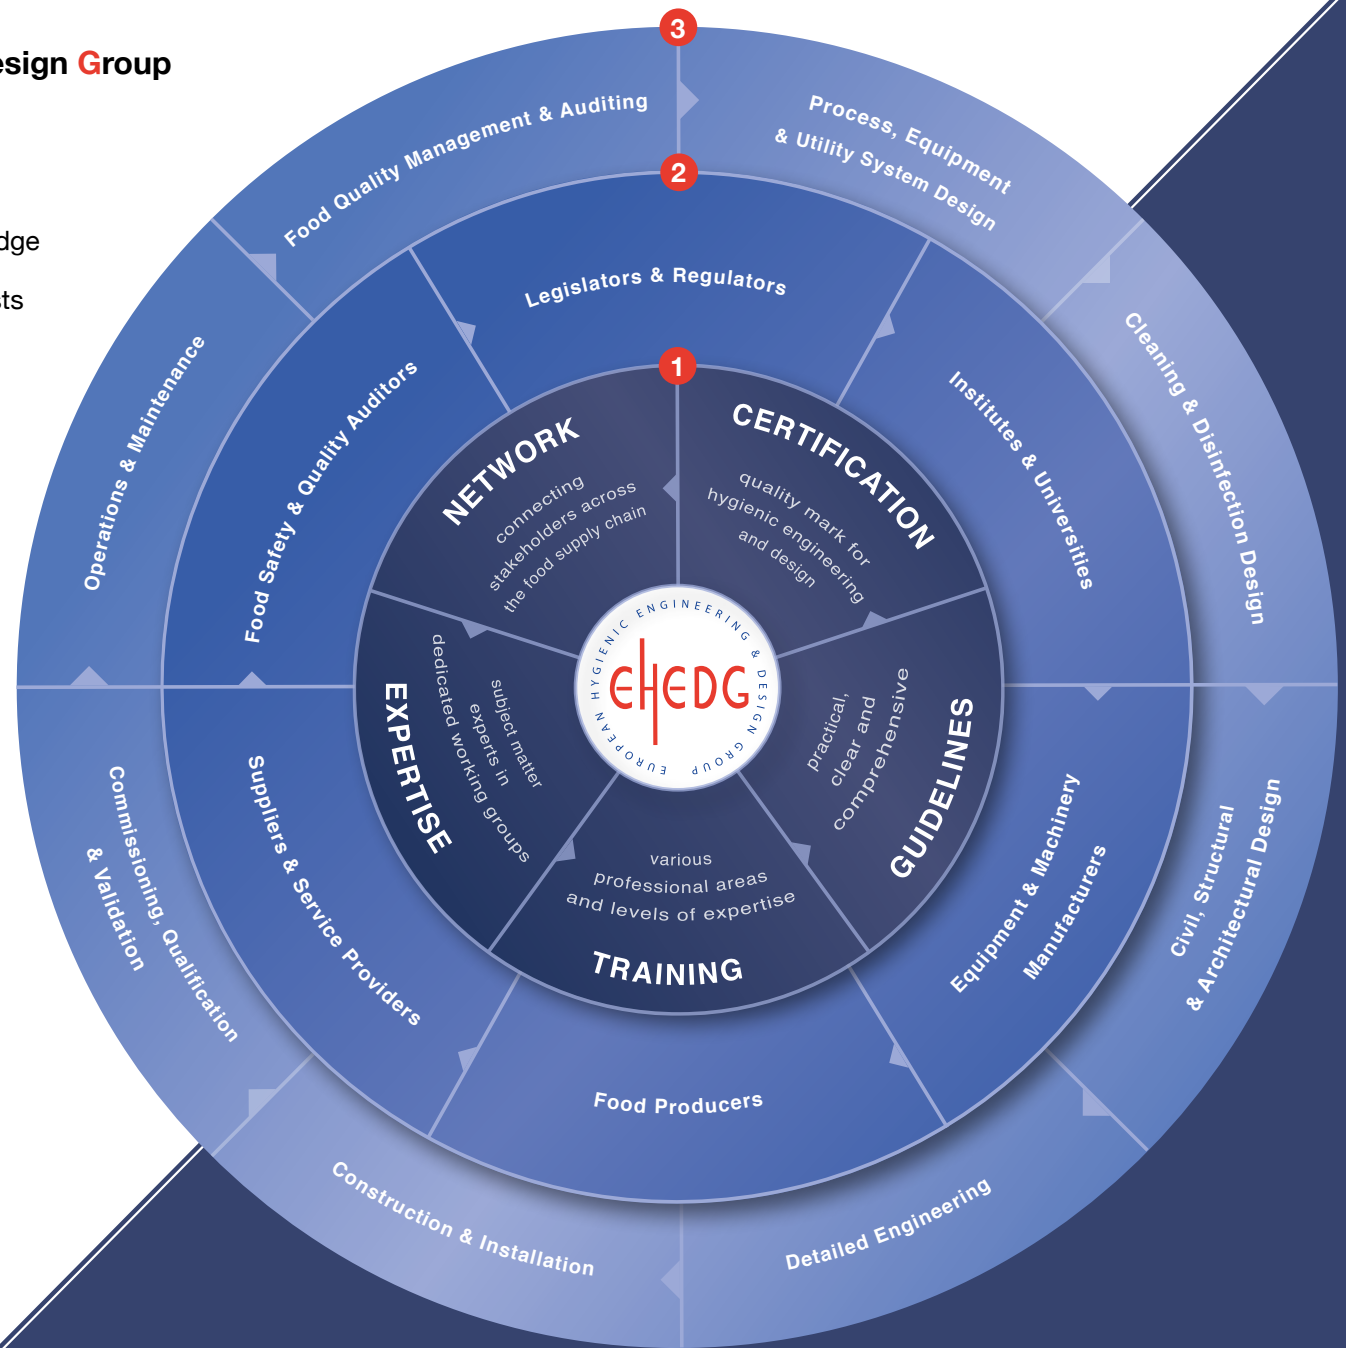 esign Group
dge
sts
3
2
1
Food Quality Management & Auditing
Process, Equipment
& Utility System Design
Cleaning & Disinfection Design
Civil, Structural
& Architectural Design
Detailed Engineering
Construction & Installation
Commissioning, Qualification
& Validation
Operations & Maintenance
Legislators & Regulators
Institutes & Universities
Equipment & Machinery
Manufacturers
Food Producers
Suppliers & Service Providers
Food Safety & Quality Auditors
CERTIFICATION
quality mark for
hygienic engineering
and design
GUIDELINES
practical,
clear and
comprehensive
various
professional areas
and levels of expertise
TRAINING
EXPERTISE
subject matter
experts in
dedicated working groups
NETWORK
connecting
stakeholders across
the food supply chain
EUROPEAN HYGIENIC ENGINEERING & DESIGN GROUP
EHEDG